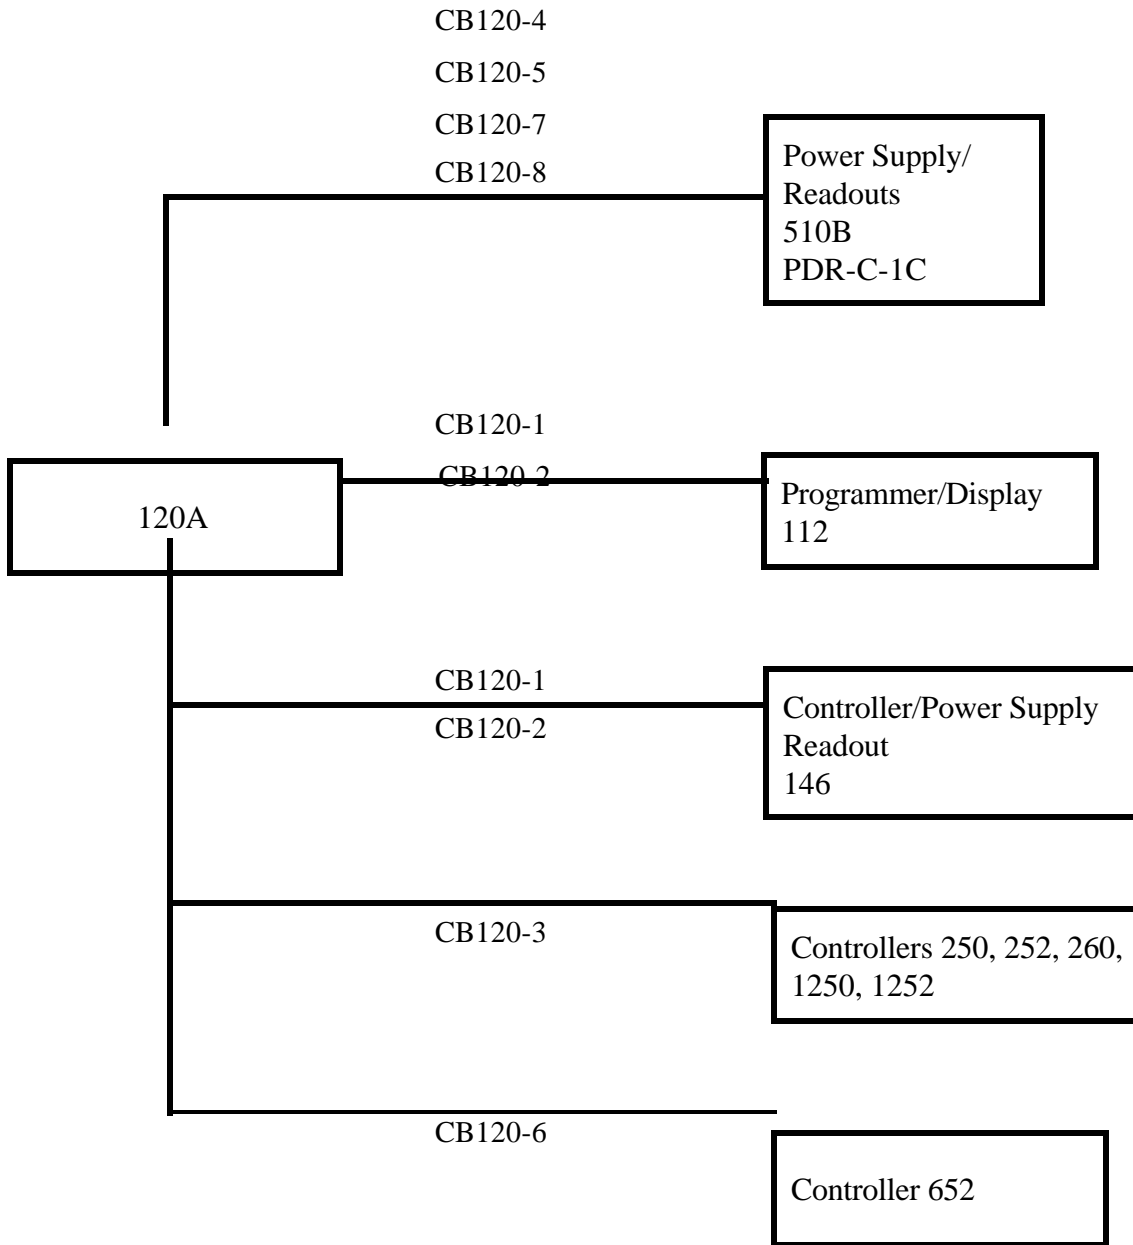 CB120-4
CB120-5
CB120-7
CB120-8
Power Supply/
Readouts
510B
PDR-C-1C
CB120-1
CB120-2
Programmer/Display
112
120A
CB120-1
CB120-2
Controller/Power Supply
Readout
146
CB120-3
Controllers 250, 252, 260,
1250, 1252
CB120-6
Controller 652